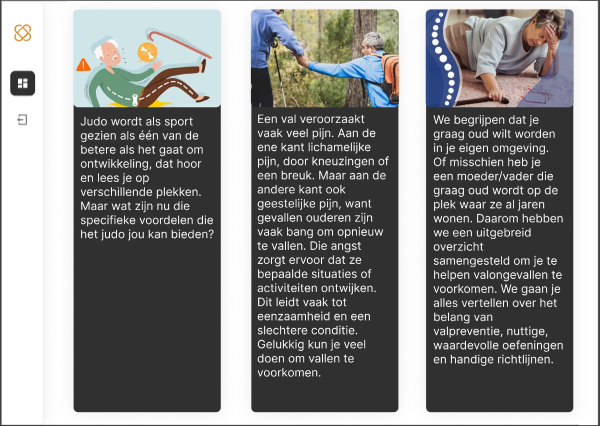 Judo wordt als sport
gezien als één van de
betere als het gaat om
ontwikkeling, dat hoor
en lees je op
verschillende plekken.
Maar wat zijn nu die
specifieke voordelen die
het judo jou kan bieden?
Een val veroorzaakt
vaak veel pijn. Aan de
ene kant lichamelijke
pijn, door kneuzingen of
een breuk. Maar aan de
andere kant ook
geestelijke pijn, want
gevallen ouderen zijn
vaak bang om opnieuw
te vallen. Die angst
zorgt ervoor dat ze
bepaalde situaties of
activiteiten ontwijken.
Dit leidt vaak tot
eenzaamheid en een
slechtere conditie.
Gelukkig kun je veel
doen om vallen te
voorkomen.
We begrijpen dat je
graag oud wilt worden
in je eigen omgeving.
Of misschien heb je
een moeder/vader die
graag oud wordt op de
plek waar ze al jaren
wonen. Daarom hebben
we een uitgebreid
overzicht
samengesteld om je te
helpen valongevallen te
voorkomen. We gaan je
alles vertellen over het
belang van
valpreventie, nuttige,
waardevolle oefeningen
en handige richtlijnen.